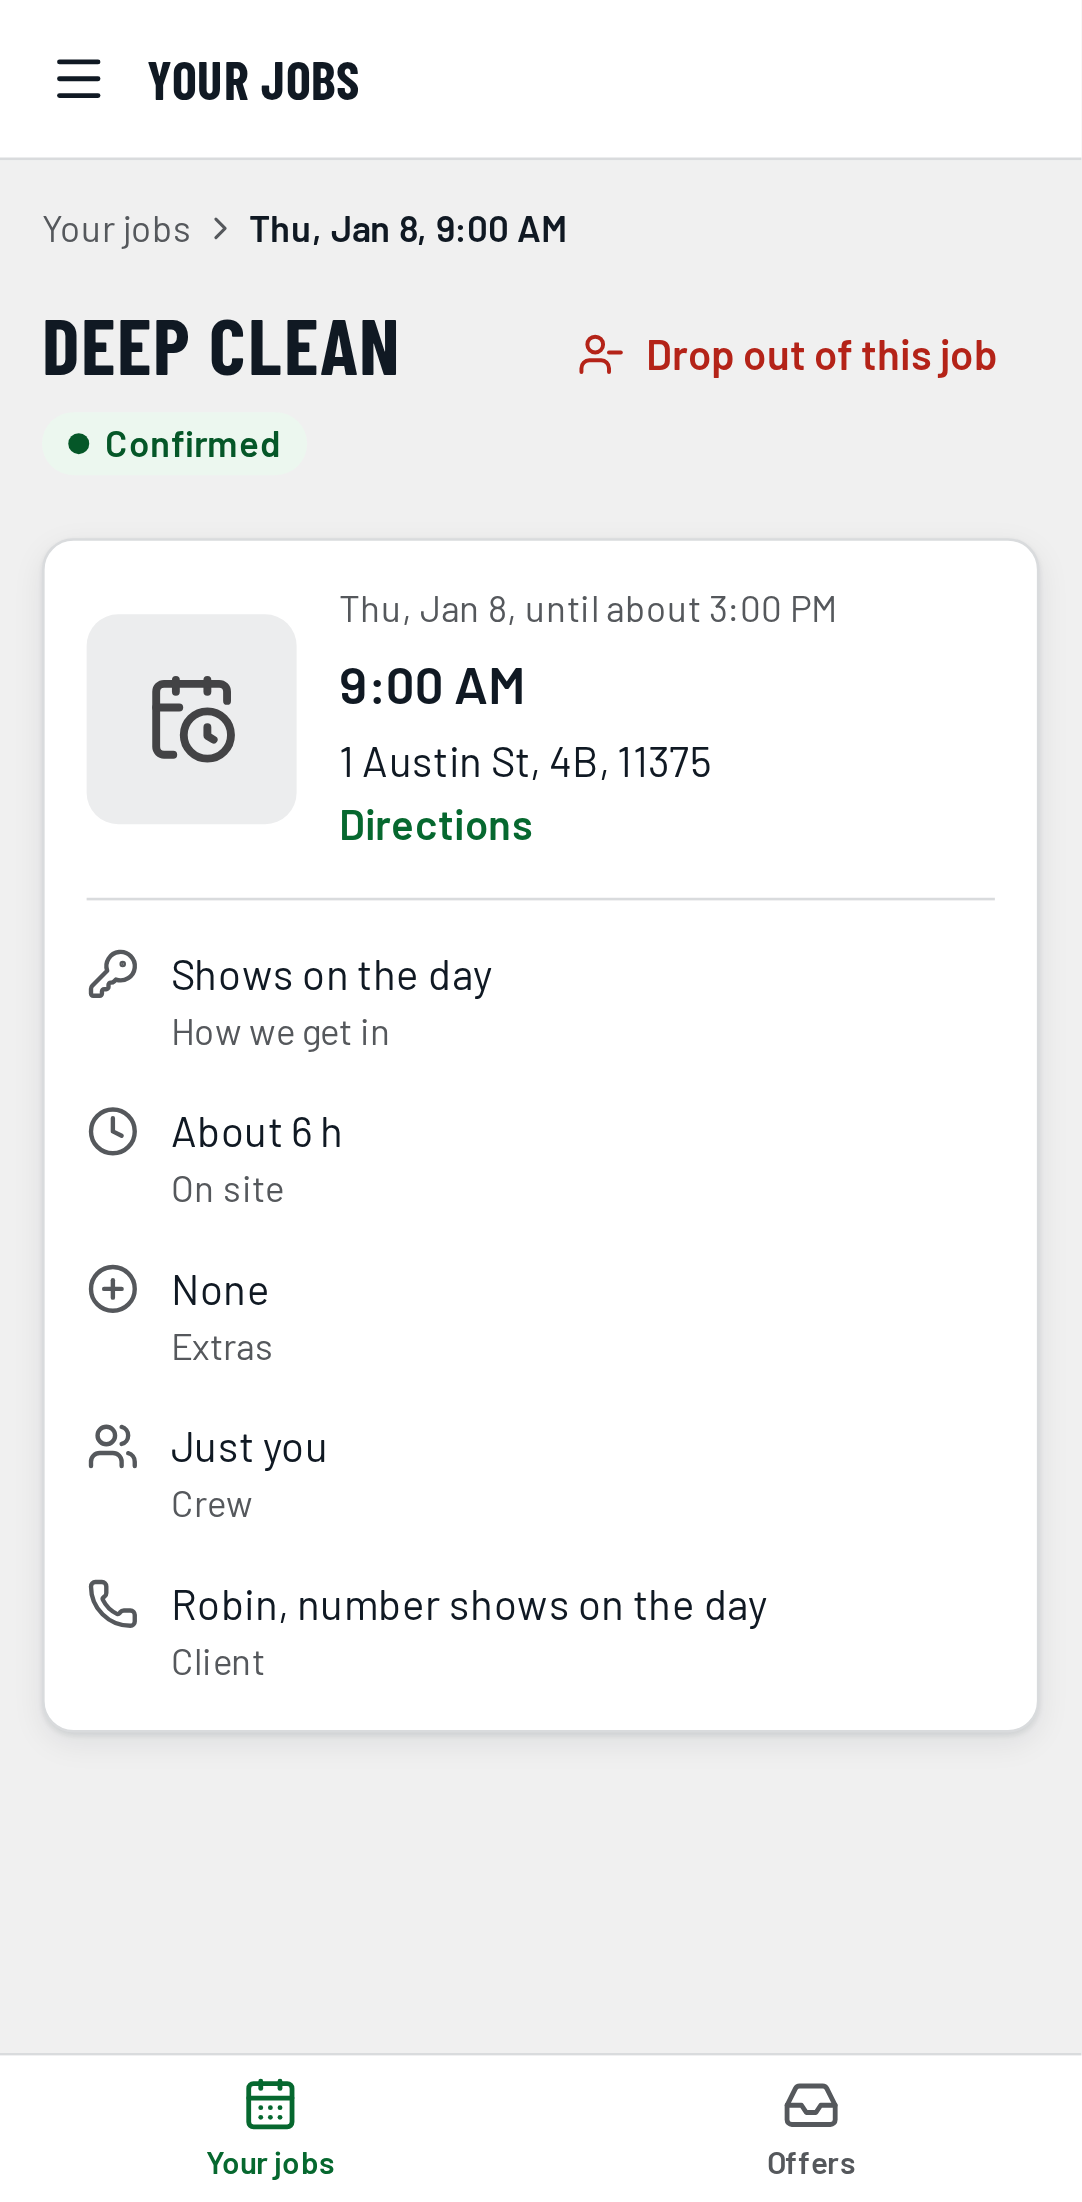 YOUR JOBS
Your jobs > Thu, Jan 8, 9:00 AM
DEEP CLEAN
Drop out of this job
Confirmed
Thu, Jan 8, until about 3:00 PM
9:00 AM
1 Austin St, 4B, 11375
Directions
Shows on the day
How we get in
About 6 h
On site
None
Extras
Just you
Crew
Robin, number shows on the day
Client
Your jobs
Offers